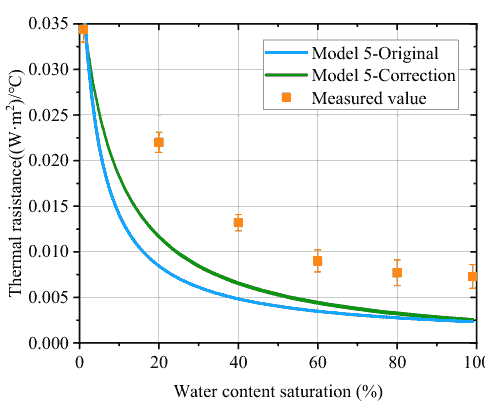 0.035
0.030
0.025
0.020
0.015
0.010
0.005
0.000
Thermal rasistance((W·m²)/°C)
Model 5-Original
Model 5-Correction
Measured value
0 20 40 60 80 100
Water content saturation (%)